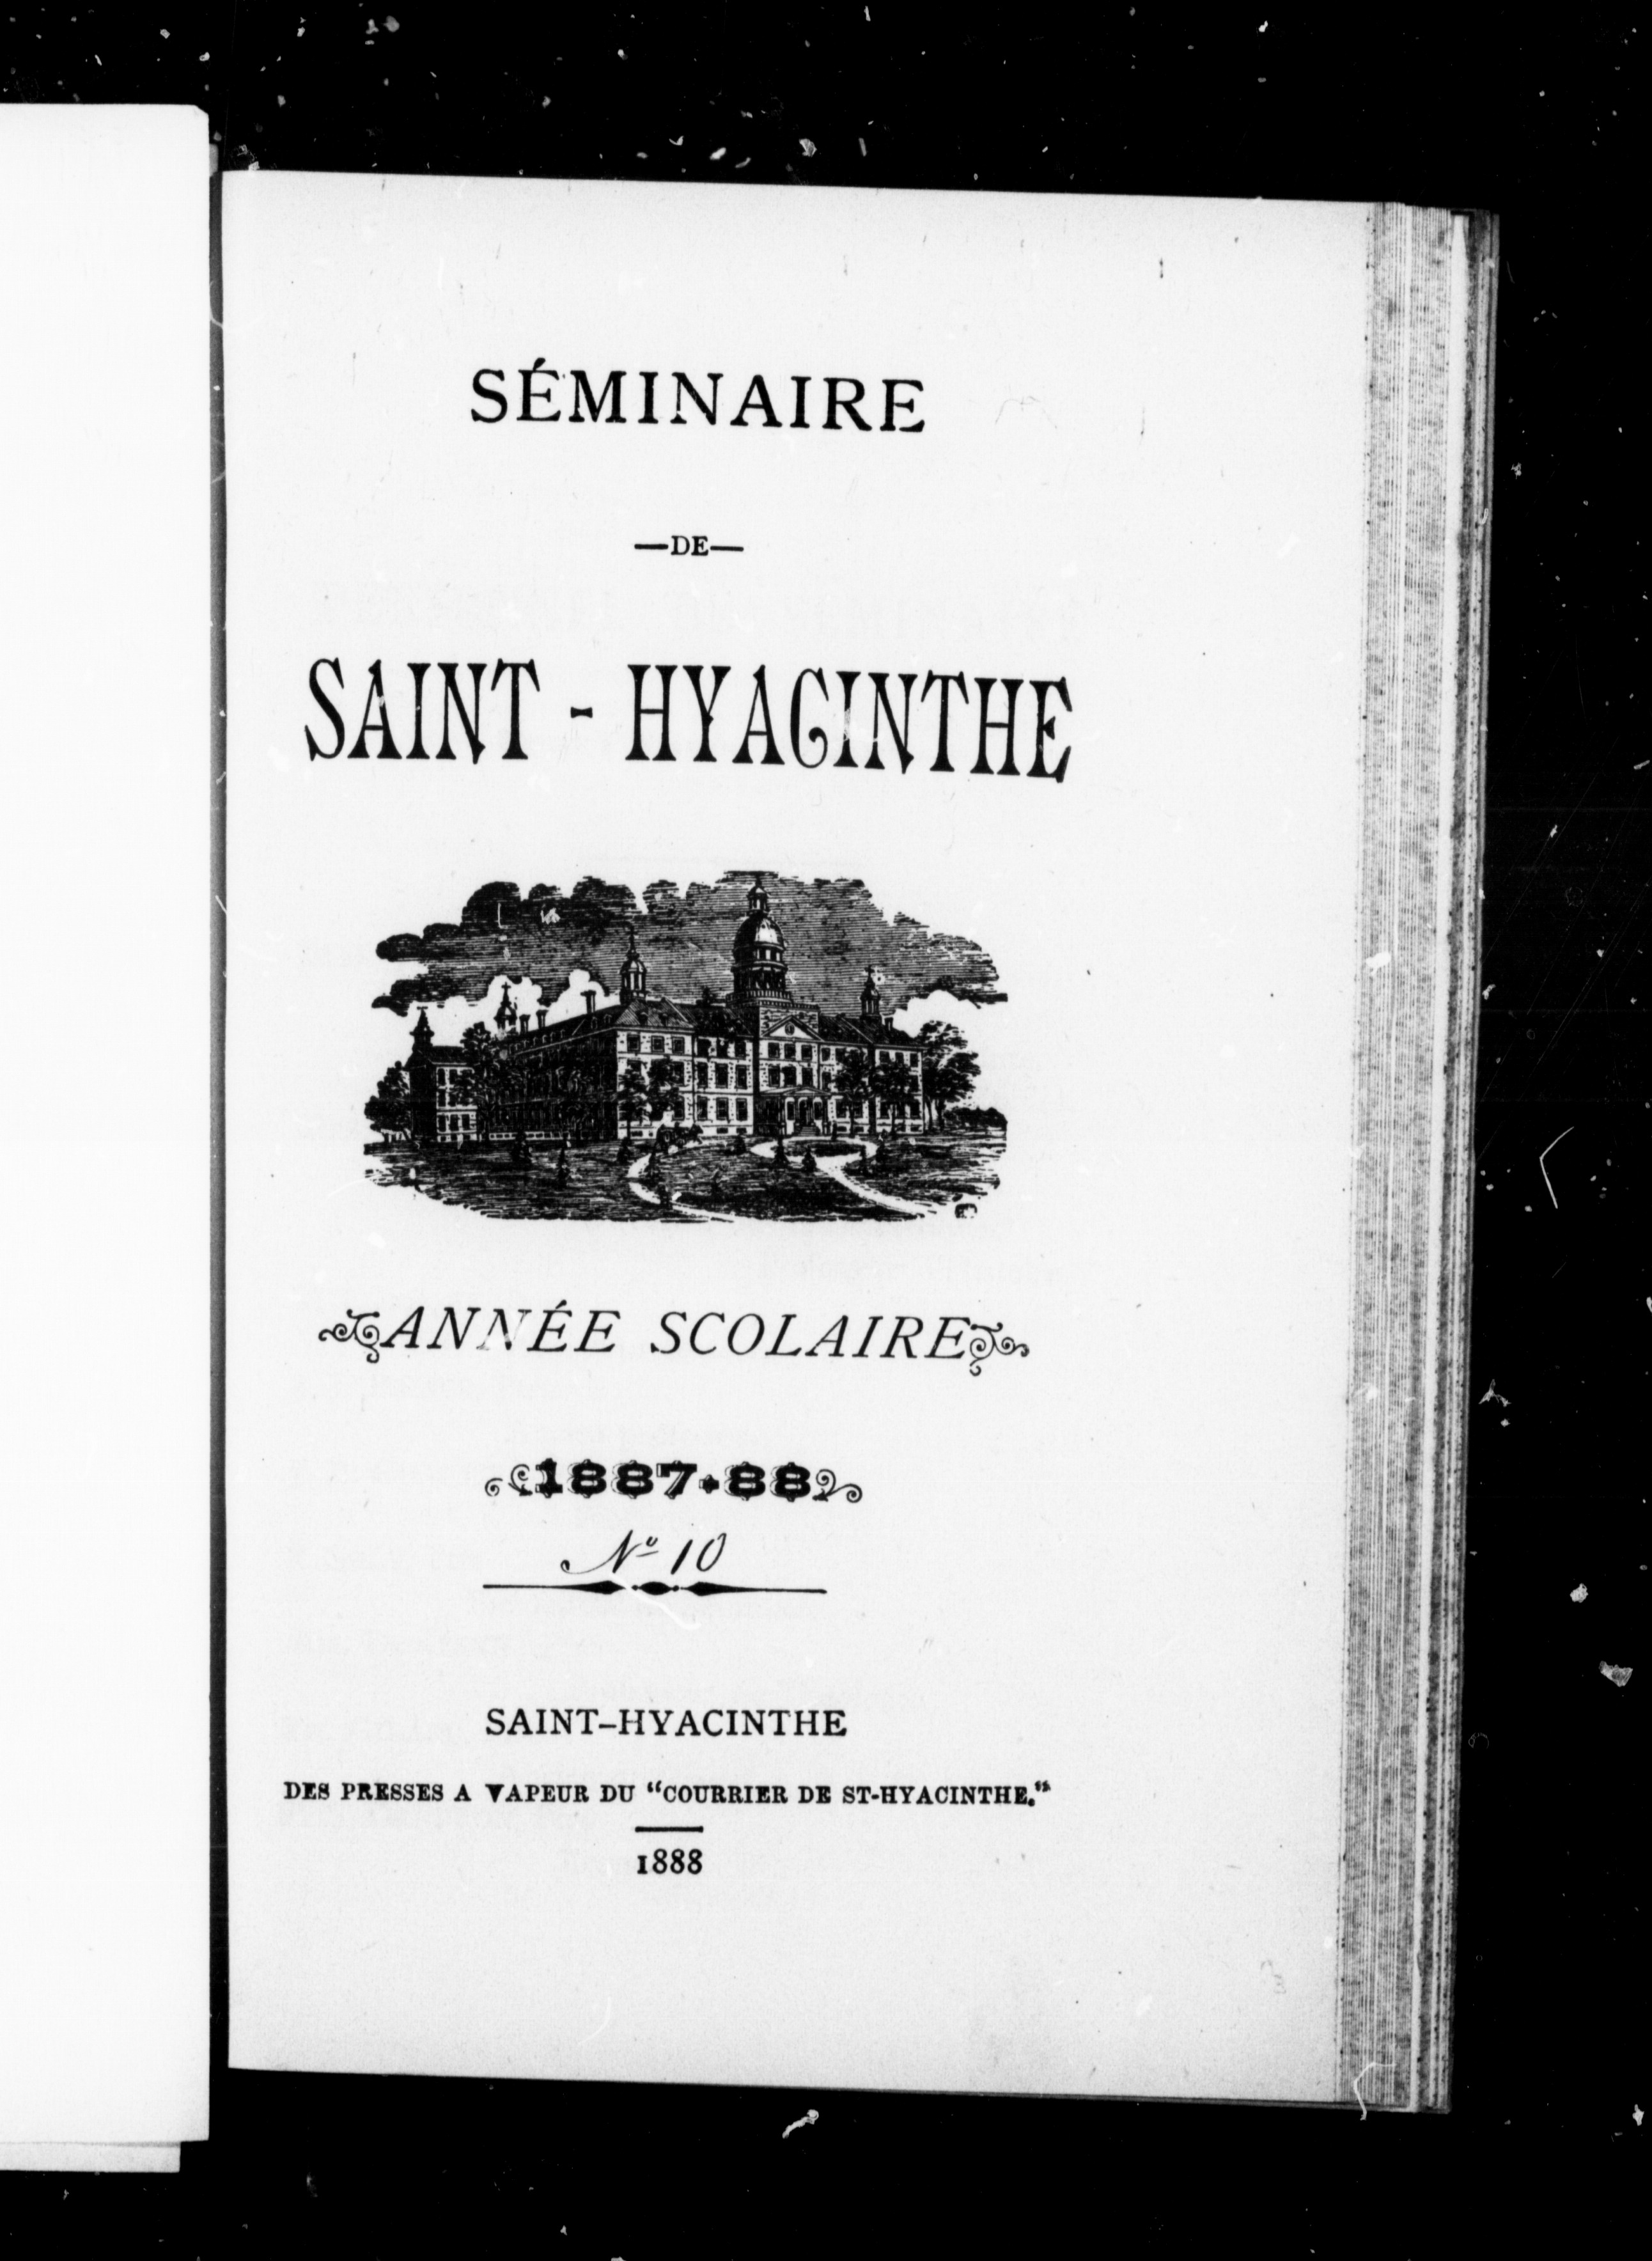 SÉMINAIRE
—DE—
SAINT - HYACINTHE
ANNÉE SCOLAIRE
1887-88
No 10
SAINT-HYACINTHE
DES PRESSES A VAPEUR DU “COURRIER DE ST-HYACINTHE.”
1888